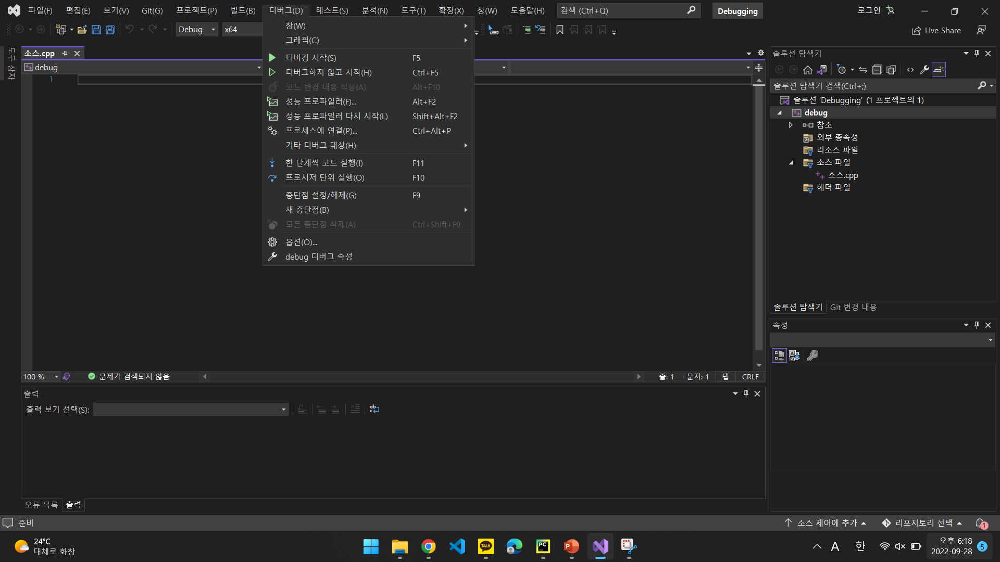 파일(F) 편집(E) 보기(V) Git(G) 프로젝트(P) 빌드(B) 디버그(D) 테스트(S) 분석(N) 도구(T) 확장(X) 창(W) 도움말(H) 검색 (Ctrl+Q) Debugging 로그인
Debug x64 Live Share
도구 상자
소스.cpp
debug
1
창(W)
그래픽(C)
디버깅 시작(S) F5
디버그하지 않고 시작(H) Ctrl+F5
코드 변경 내용 적용(A) Alt+F10
성능 프로파일러(F)... Alt+F2
성능 프로파일러 다시 시작(L) Shift+Alt+F2
프로세스에 연결(P)... Ctrl+Alt+P
기타 디버그 대상(H)
한 단계씩 코드 실행(I) F11
프로시저 단위 실행(O) F10
중단점 설정/해제(G) F9
새 중단점(B)
모든 중단점 삭제(A) Ctrl+Shift+F9
옵션(O)...
debug 디버그 속성
솔루션 탐색기
솔루션 탐색기 검색(Ctrl+;)
솔루션 'Debugging' (1 프로젝트의 1)
debug
참조
외부 종속성
리소스 파일
소스 파일
소스.cpp
헤더 파일
솔루션 탐색기 Git 변경 내용
속성
100 % 문제가 검색되지 않음 줄: 1 문자: 1 탭 CRLF
출력
출력 보기 선택(S):
오류 목록 출력
준비 소스 제어에 추가 리포지토리 선택 1
24°C
대체로 화창
TALK
PC
P
A 한
오후 6:18
2022-09-28
5